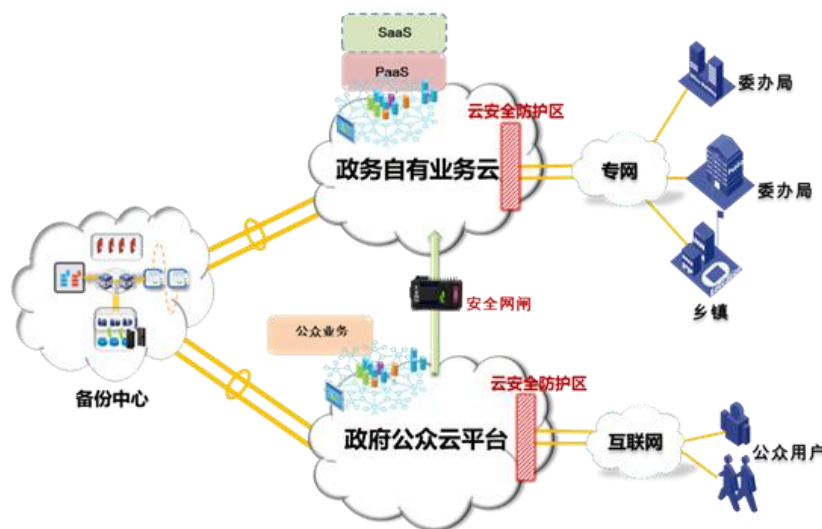 SaaS
PaaS
云安全防护区
政务自有业务云
专网
委办局
委办局
乡镇
安全网闸
备份中心
公众业务
云安全防护区
政府公众云平台
互联网
公众用户